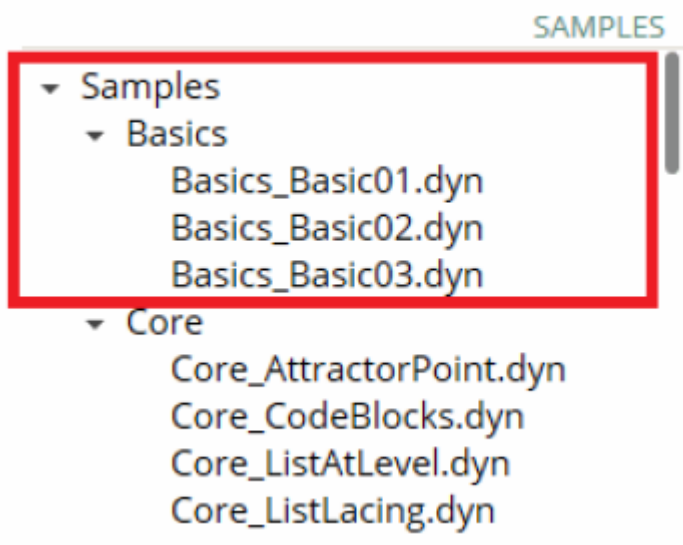 SAMPLES
Samples
Basics
Basics_Basic01.dyn
Basics_Basic02.dyn
Basics_Basic03.dyn
Core
Core_AttractorPoint.dyn
Core_CodeBlocks.dyn
Core_ListAtLevel.dyn
Core_ListLacing.dyn